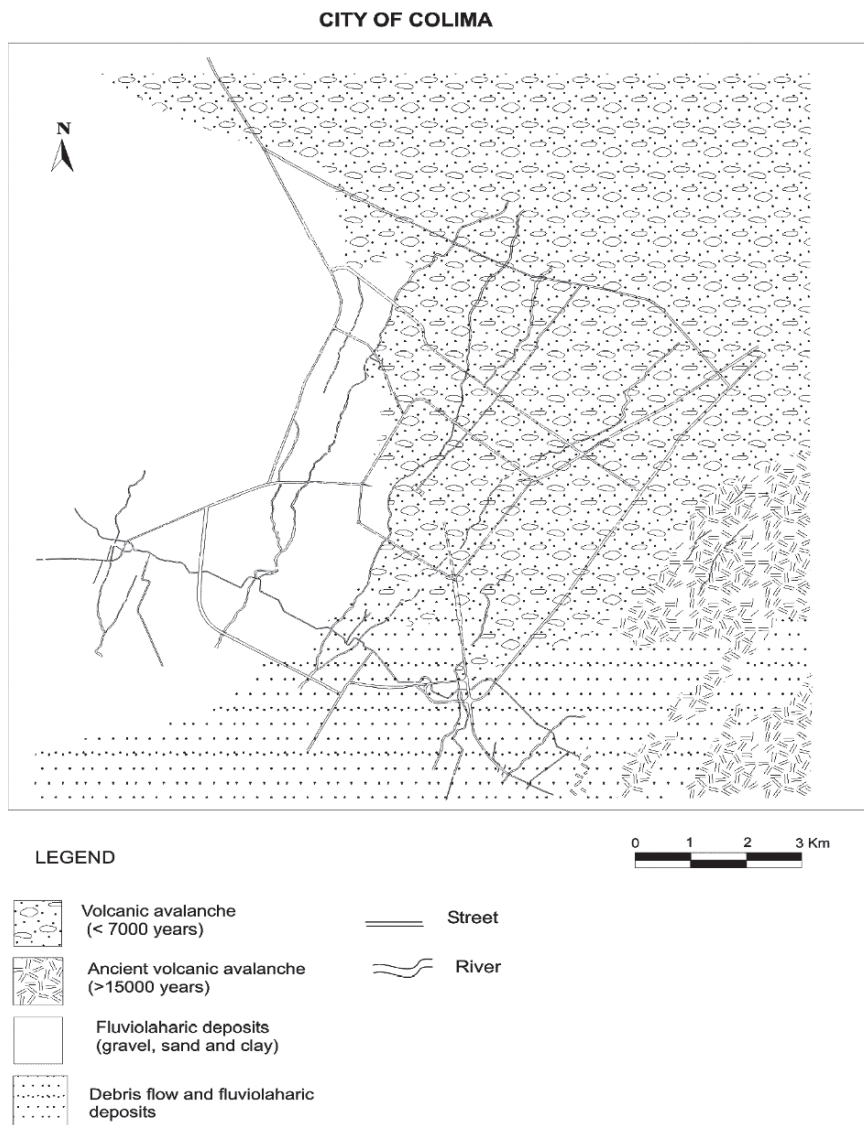 CITY OF COLIMA
N
0 1 2 3 Km
LEGEND
Volcanic avalanche
(< 7000 years)
Ancient volcanic avalanche
(>15000 years)
Fluviolaharic deposits
(gravel, sand and clay)
Debris flow and fluviolaharic
deposits
Street
River